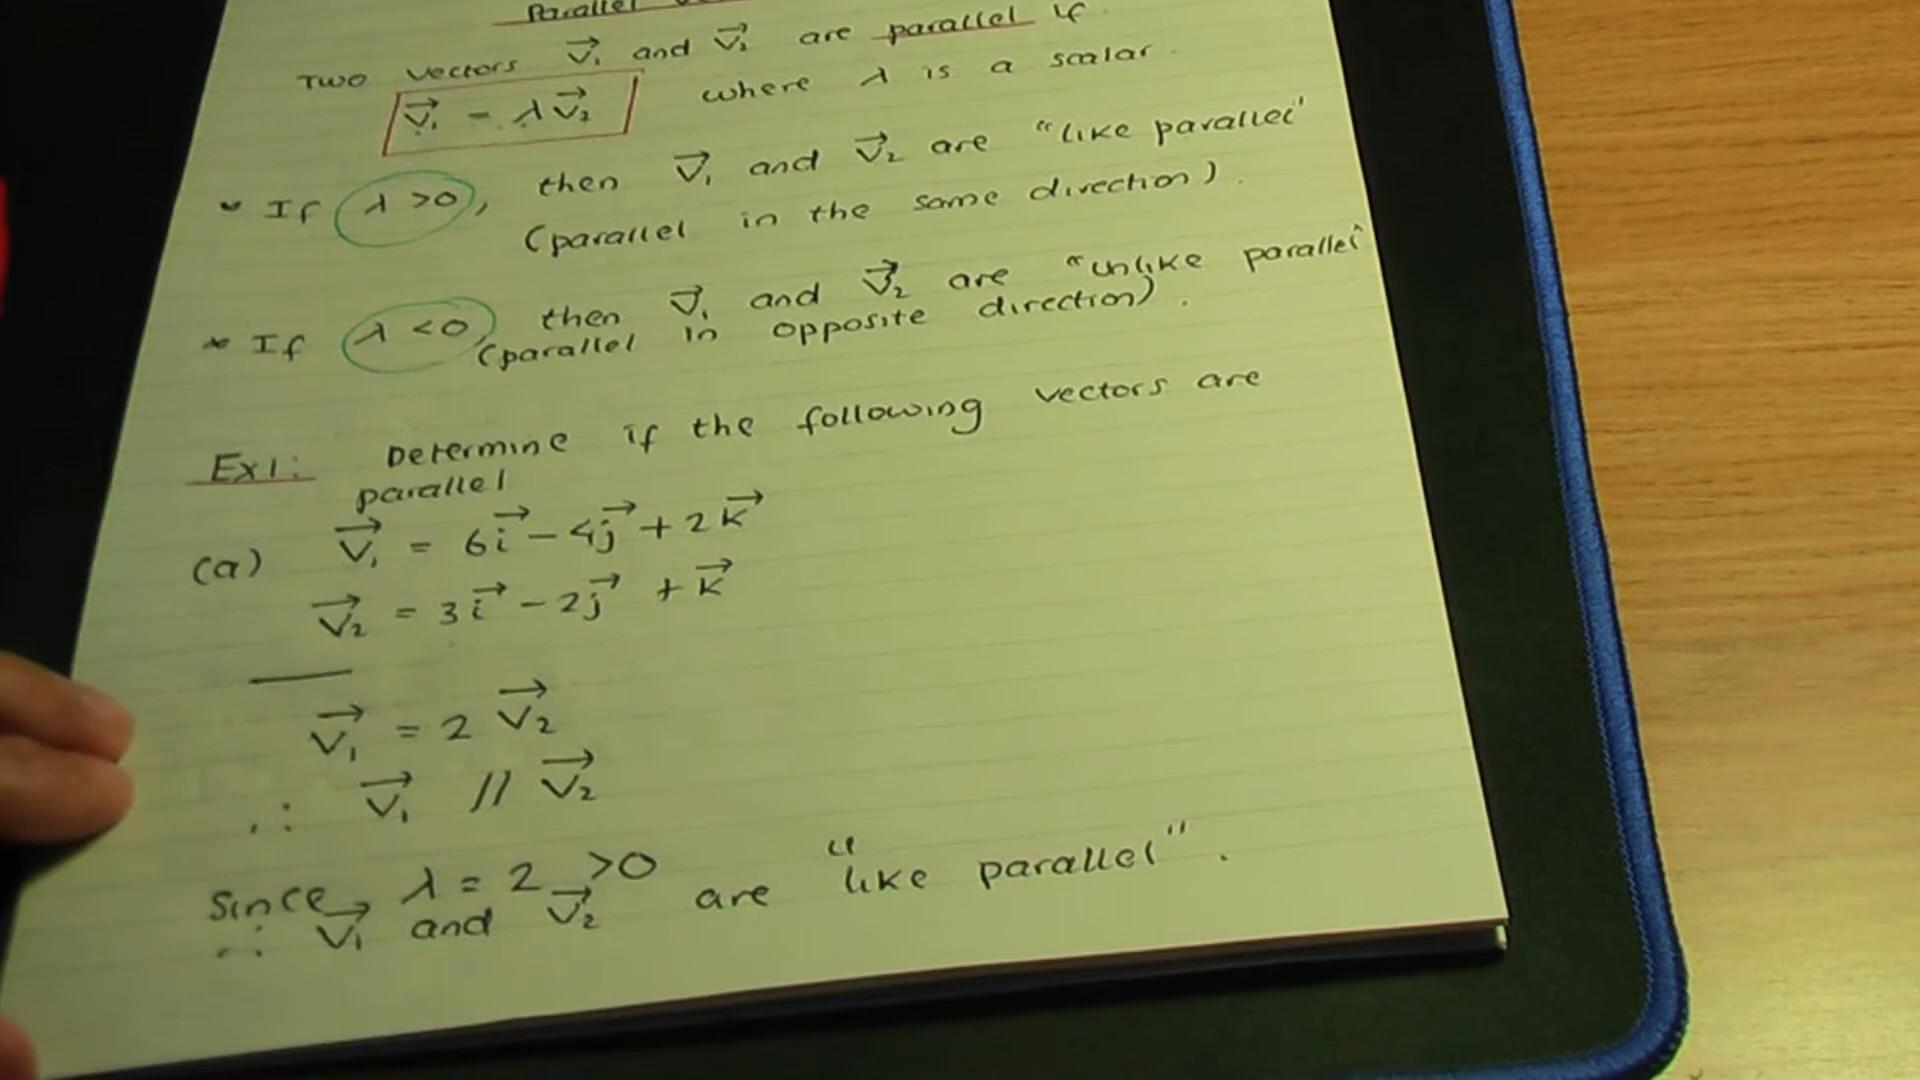 Parallel
Two vectors V⃗₁ and V⃗₂ are parallel if
V⃗₁ = λV⃗₂ where λ is a scalar.
* If λ >0, then V⃗₁ and V⃗₂ are "like parallel"
(parallel in the same direction).
* If λ <0, then V⃗₁ and V⃗₂ are "unlike parallel
(parallel in opposite direction).
Ex1: Determine if the following vectors are
parallel
(a) V⃗₁ = 6i⃗ - 4j⃗ + 2k⃗
V⃗₂ = 3i⃗ - 2j⃗ + k⃗
V⃗₁ = 2 V⃗₂
∴ V⃗₁ // V⃗₂
Since λ = 2 >0
∴ V⃗₁ and V⃗₂ are "like parallel".